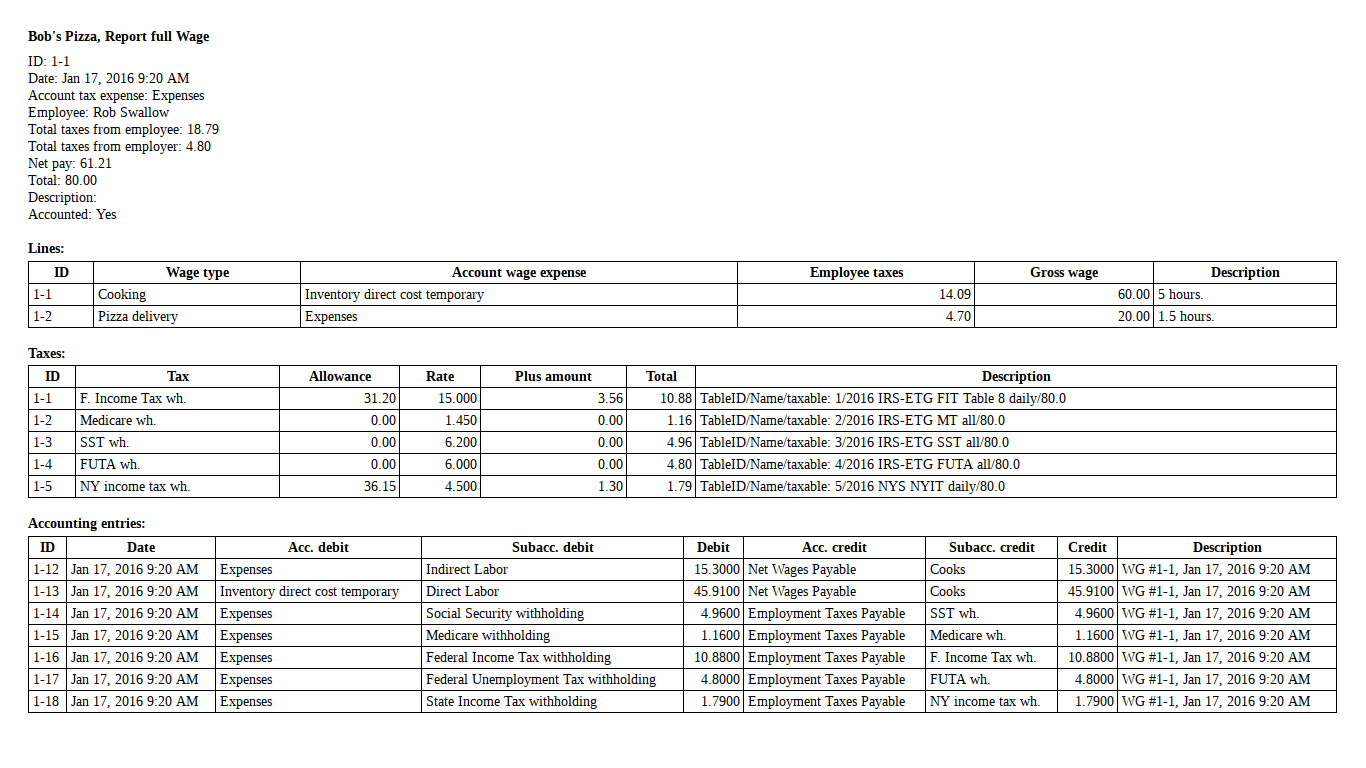 Bob's Pizza, Report full Wage
ID: 1-1
Date: Jan 17, 2016 9:20 AM
Account tax expense: Expenses
Employee: Rob Swallow
Total taxes from employee: 18.79
Total taxes from employer: 4.80
Net pay: 61.21
Total: 80.00
Description:
Accounted: Yes
Lines:
ID Wage type Account wage expense Employee taxes Gross wage Description
1-1 Cooking Inventory direct cost temporary 14.09 60.00 5 hours.
1-2 Pizza delivery Expenses 4.70 20.00 1.5 hours.
Taxes:
ID Tax Allowance Rate Plus amount Total Description
1-1 F. Income Tax wh. 31.20 15.000 3.56 10.88 TableID/Name/taxable: 1/2016 IRS-ETG FIT Table 8 daily/80.0
1-2 Medicare wh. 0.00 1.450 0.00 1.16 TableID/Name/taxable: 2/2016 IRS-ETG MT all/80.0
1-3 SST wh. 0.00 6.200 0.00 4.96 TableID/Name/taxable: 3/2016 IRS-ETG SST all/80.0
1-4 FUTA wh. 0.00 6.000 0.00 4.80 TableID/Name/taxable: 4/2016 IRS-ETG FUTA all/80.0
1-5 NY income tax wh. 36.15 4.500 1.30 1.79 TableID/Name/taxable: 5/2016 NYS NYIT daily/80.0
Accounting entries:
ID Date Acc. debit Subacc. debit Debit Acc. credit Subacc. credit Credit Description
1-12 Jan 17, 2016 9:20 AM Expenses Indirect Labor 15.3000 Net Wages Payable Cooks 15.3000 WG #1-1, Jan 17, 2016 9:20 AM
1-13 Jan 17, 2016 9:20 AM Inventory direct cost temporary Direct Labor 45.9100 Net Wages Payable Cooks 45.9100 WG #1-1, Jan 17, 2016 9:20 AM
1-14 Jan 17, 2016 9:20 AM Expenses Social Security withholding 4.9600 Employment Taxes Payable SST wh. 4.9600 WG #1-1, Jan 17, 2016 9:20 AM
1-15 Jan 17, 2016 9:20 AM Expenses Medicare withholding 1.1600 Employment Taxes Payable Medicare wh. 1.1600 WG #1-1, Jan 17, 2016 9:20 AM
1-16 Jan 17, 2016 9:20 AM Expenses Federal Income Tax withholding 10.8800 Employment Taxes Payable F. Income Tax wh. 10.8800 WG #1-1, Jan 17, 2016 9:20 AM
1-17 Jan 17, 2016 9:20 AM Expenses Federal Unemployment Tax withholding 4.8000 Employment Taxes Payable FUTA wh. 4.8000 WG #1-1, Jan 17, 2016 9:20 AM
1-18 Jan 17, 2016 9:20 AM Expenses State Income Tax withholding 1.7900 Employment Taxes Payable NY income tax wh. 1.7900 WG #1-1, Jan 17, 2016 9:20 AM